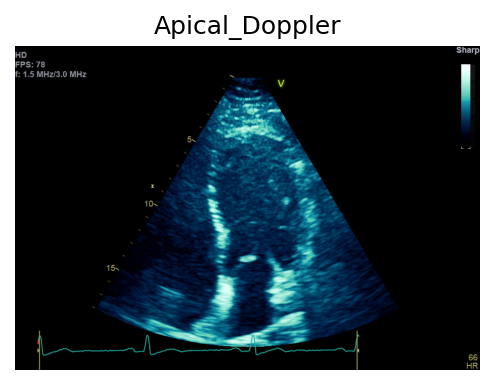 Apical_Doppler
HD
Sharp
FPS: 78
f: 1.5 MHz/3.0 MHz
V
5
10
15
66
HR